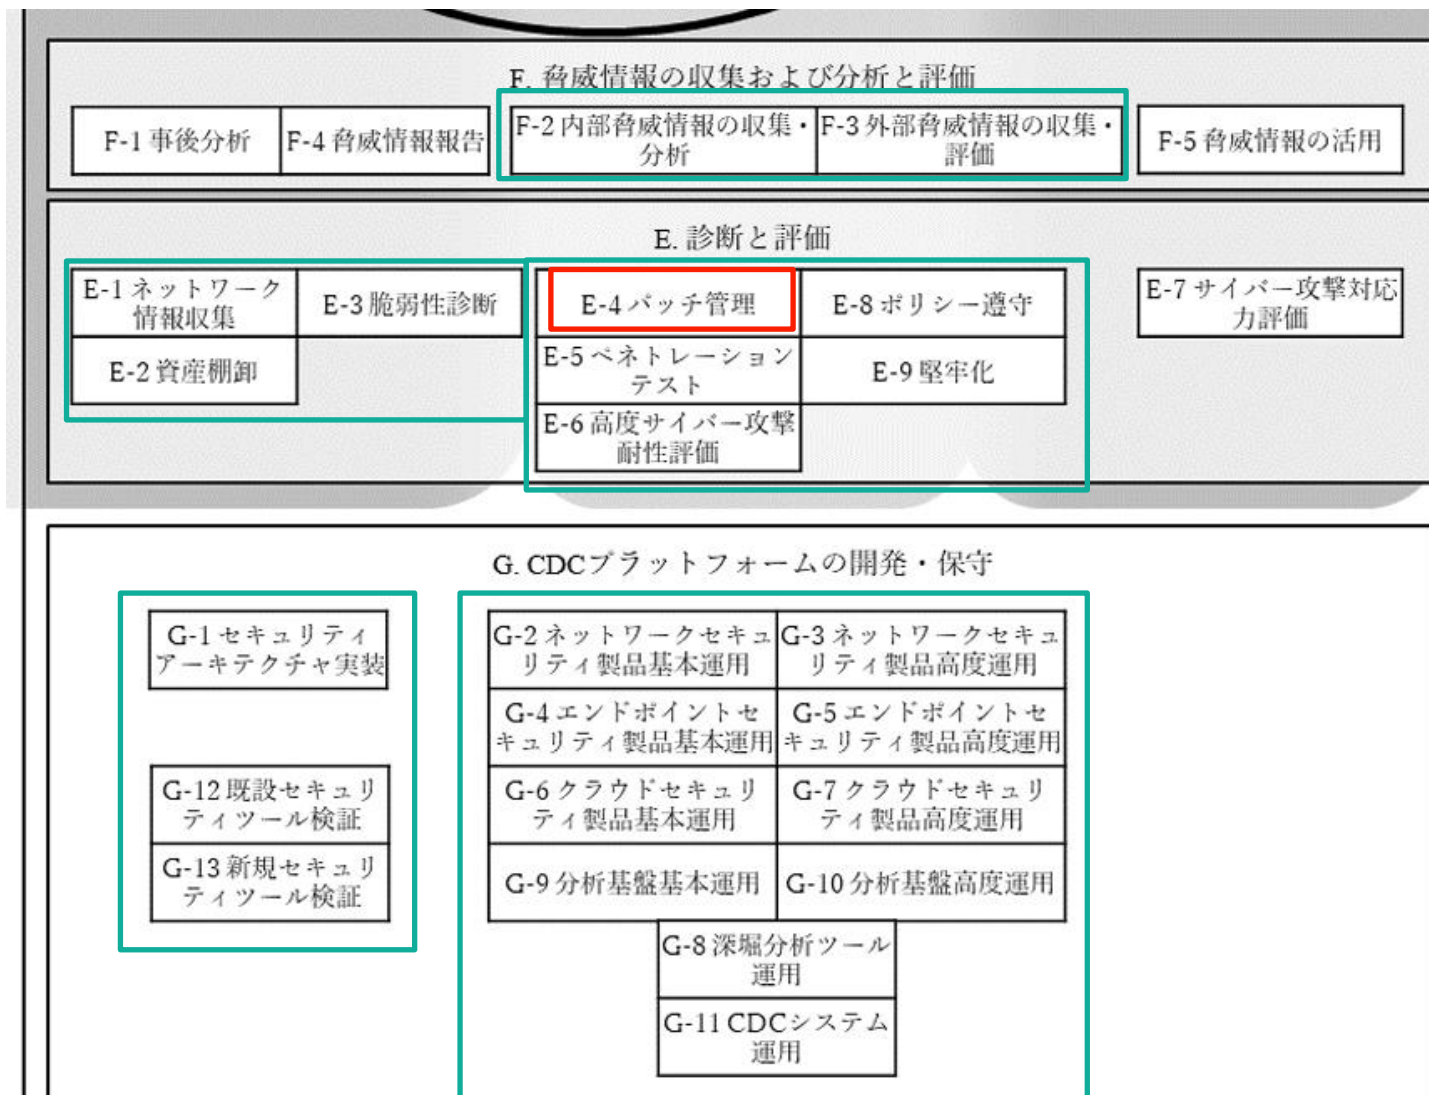 F. 脅威情報の収集および分析と評価
F-1 事後分析
F-4 脅威情報報告
F-2 内部脅威情報の収集・
分析
F-3 外部脅威情報の収集・
評価
F-5 脅威情報の活用
E. 診断と評価
E-1 ネットワーク
情報収集
E-3 脆弱性診断
E-2 資産棚卸
E-4 パッチ管理
E-8 ポリシー遵守
E-5 ペネトレーション
テスト
E-9 堅牢化
E-6 高度サイバー攻撃
耐性評価
E-7 サイバー攻撃対応
力評価
G. CDCプラットフォームの開発・保守
G-1 セキュリティ
アーキテクチャ実装
G-12 既設セキュリ
ティツール検証
G-13 新規セキュリ
ティツール検証
G-2 ネットワークセキュ
リティ製品基本運用
G-3 ネットワークセキュ
リティ製品高度運用
G-4 エンドポイントセ
キュリティ製品基本運用
G-5 エンドポイントセ
キュリティ製品高度運用
G-6 クラウドセキュリ
ティ製品基本運用
G-7 クラウドセキュリ
ティ製品高度運用
G-9 分析基盤基本運用
G-10 分析基盤高度運用
G-8 深堀分析ツール
運用
G-11 CDCシステム
運用